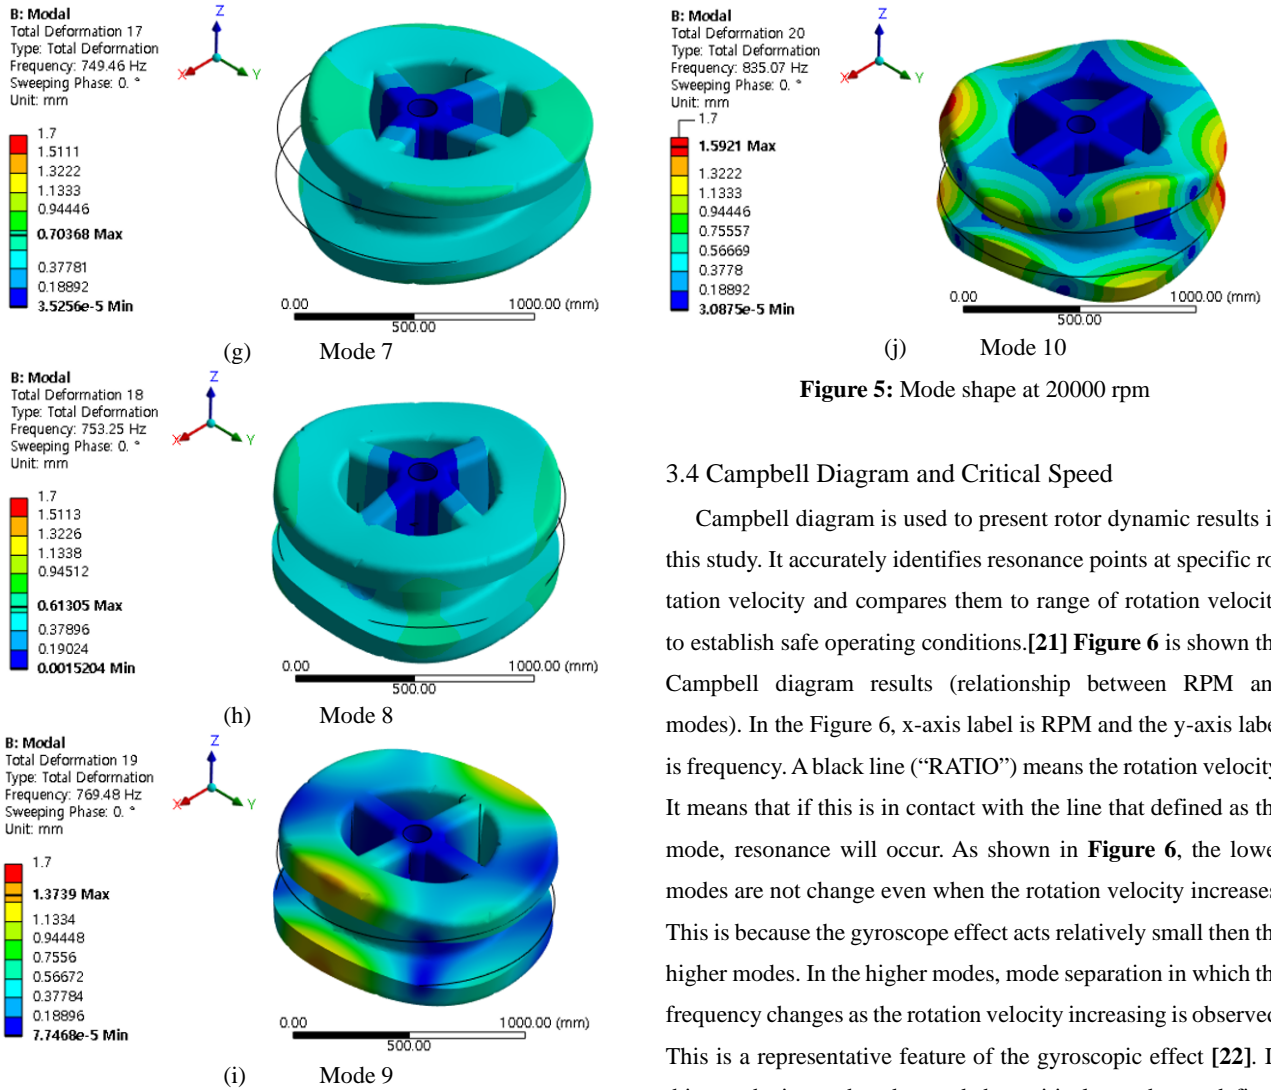 B: Modal
Total Deformation 17
Type: Total Deformation
Frequency: 749.46 Hz
Sweeping Phase: 0. °
Unit: mm
Z
X
Y
1.7
1.5111
1.3222
1.1333
0.94446
0.70368 Max
0.37781
0.18892
3.5256e-5 Min
0.00
1000.00 (mm)
500.00
(g) Mode 7
B: Modal
Total Deformation 18
Type: Total Deformation
Frequency: 753.25 Hz
Sweeping Phase: 0. °
Unit: mm
Z
X
Y
1.7
1.5113
1.3226
1.1338
0.94512
0.61305 Max
0.37896
0.19024
0.0015204 Min
0.00
1000.00 (mm)
500.00
(h) Mode 8
B: Modal
Total Deformation 19
Type: Total Deformation
Frequency: 769.48 Hz
Sweeping Phase: 0. °
Unit: mm
Z
X
Y
1.7
1.3739 Max
1.1334
0.94448
0.7556
0.56672
0.37784
0.18896
7.7468e-5 Min
0.00
1000.00 (mm)
500.00
(i) Mode 9
B: Modal
Total Deformation 20
Type: Total Deformation
Frequency: 835.07 Hz
Sweeping Phase: 0. °
Unit: mm
Z
X
Y
1.7
1.5921 Max
1.3222
1.1333
0.94446
0.75557
0.56669
0.3778
0.18892
3.0875e-5 Min
0.00
1000.00 (mm)
500.00
(j) Mode 10
Figure 5: Mode shape at 20000 rpm
3.4 Campbell Diagram and Critical Speed
Campbell diagram is used to present rotor dynamic results i
this study. It accurately identifies resonance points at specific ro
tation velocity and compares them to range of rotation velocit
to establish safe operating conditions.[21] Figure 6 is shown th
Campbell diagram results (relationship between RPM an
modes). In the Figure 6, x-axis label is RPM and the y-axis labe
is frequency. A black line (“RATIO”) means the rotation velocity
It means that if this is in contact with the line that defined as th
mode, resonance will occur. As shown in Figure 6, the lowe
modes are not change even when the rotation velocity increases
This is because the gyroscope effect acts relatively small then th
higher modes. In the higher modes, mode separation in which th
frequency changes as the rotation velocity increasing is observed
This is a representative feature of the gyroscopic effect [22]. I